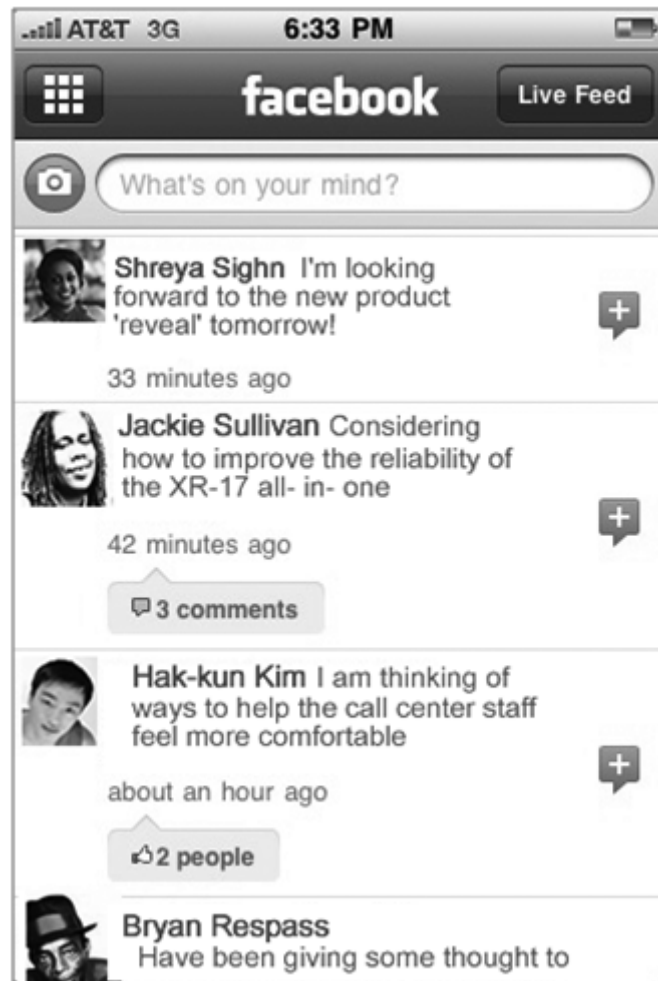 AT&T 3G 6:33 PM
facebook Live Feed
What's on your mind?
Shreya Sighn I'm looking
forward to the new product
'reveal' tomorrow!
33 minutes ago
Jackie Sullivan Considering
how to improve the reliability of
the XR-17 all- in- one
42 minutes ago
3 comments
Hak-kun Kim I am thinking of
ways to help the call center staff
feel more comfortable
about an hour ago
2 people
Bryan Respass
Have been giving some thought to